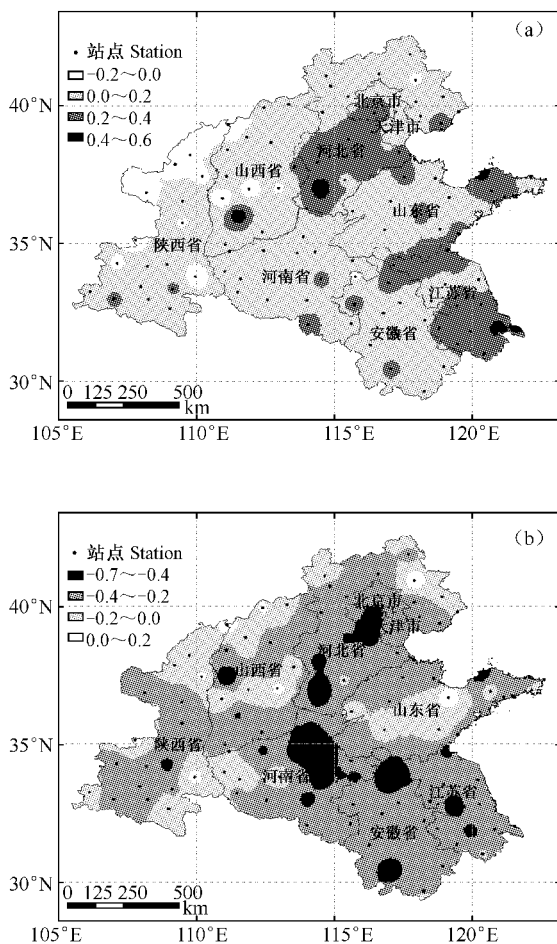 (a)
站点 Station
-0.2～0.0
0.0～0.2
0.2～0.4
0.4～0.6
40°N
35°N
30°N
北京市
天津市
河北省
山西省
山东省
陕西省
河南省
江苏省
安徽省
0 125 250 500
km
105°E 110°E 115°E 120°E
(b)
站点 Station
-0.7～-0.4
-0.4～-0.2
-0.2～0.0
0.0～0.2
40°N
35°N
30°N
北京市
天津市
河北省
山西省
山东省
陕西省
河南省
江苏省
安徽省
0 125 250 500
km
105°E 110°E 115°E 120°E